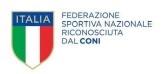 ITALIA
FEDERAZIONE
SPORTIVA NAZIONALE
RICONOSCIUTA
DAL CONI